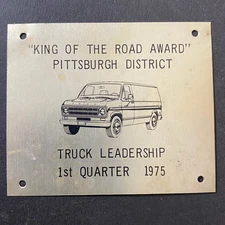 "KING OF THE ROAD AWARD"
PITTSBURGH DISTRICT
TRUCK LEADERSHIP
1st QUARTER 1975